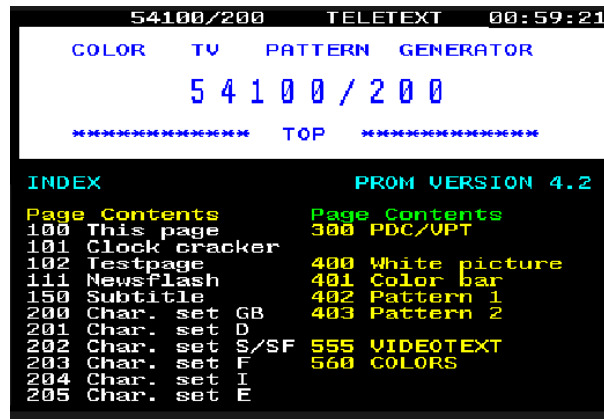 54100/200 TELETEXT 00:59:21
COLOR TV PATTERN GENERATOR
54100/200
************* TOP *************
INDEX PROM VERSION 4.2
Page Contents Page Contents
100 This page 300 PDC/VPT
101 Clock cracker
102 Testpage 400 White picture
111 Newsflash 401 Color bar
150 Subtitle 402 Pattern 1
200 Char. set GB 403 Pattern 2
201 Char. set D
202 Char. set S/SF 555 VIDEOTEXT
203 Char. set F 560 COLORS
204 Char. set I
205 Char. set E